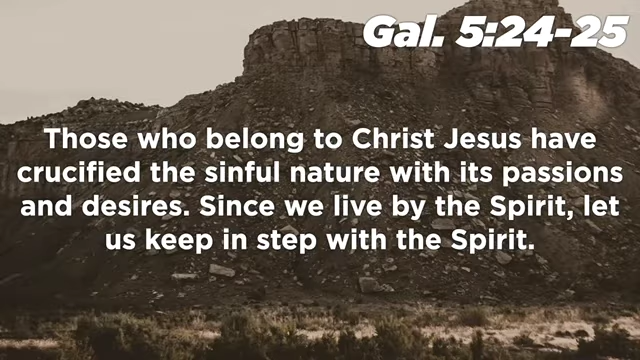 Gal. 5:24-25
Those who belong to Christ Jesus have
crucified the sinful nature with its passions
and desires. Since we live by the Spirit, let
us keep in step with the Spirit.